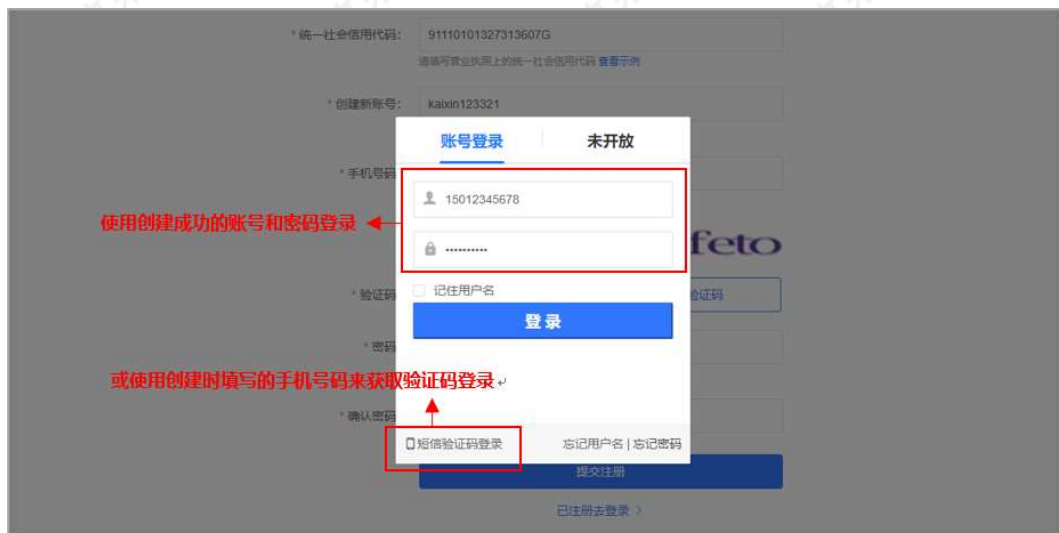 *统一社会信用代码: 91110101327313607G
请填写营业执照上的统一社会信用代码 查看示例
*创建新账号: kaixin123321
账号登录 未开放
*手机号码
15012345678
使用创建成功的账号和密码登录
feto
..........
*验证码 记住用户名 验证码
登录
*密码
或使用创建时填写的手机号码来获取验证码登录
*确认密码
短信验证码登录 忘记用户名 | 忘记密码
提交注册
已注册去登录 >